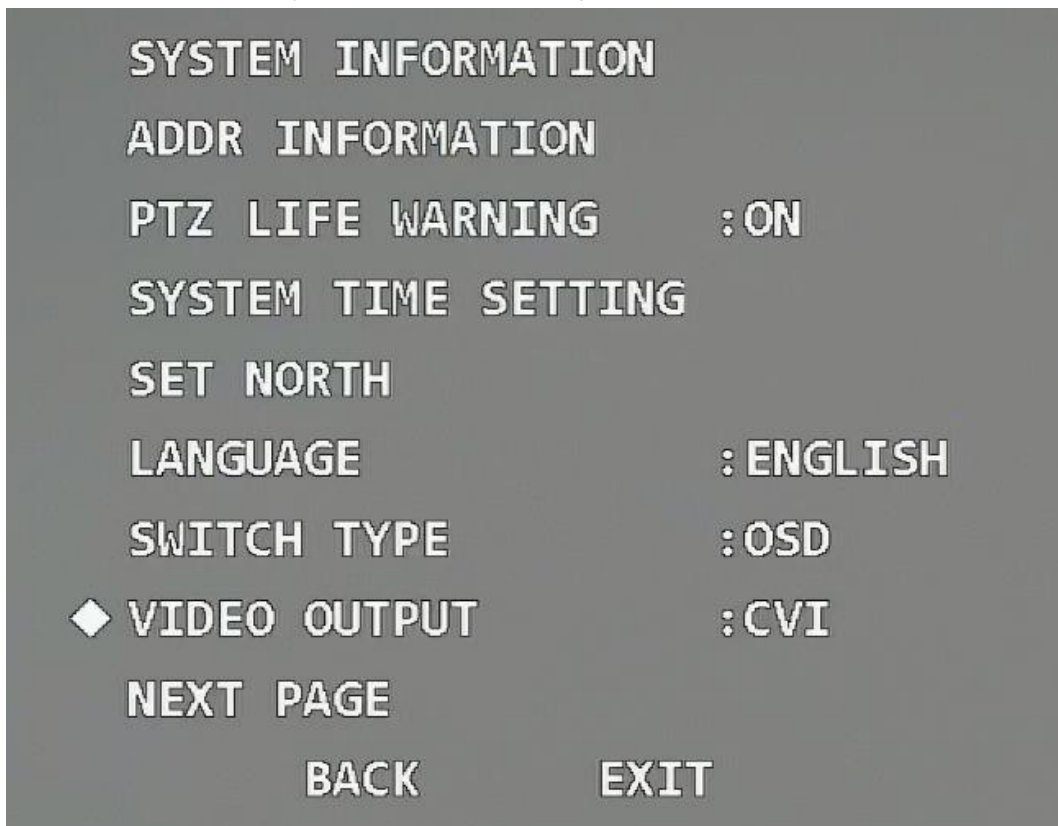 SYSTEM INFORMATION
ADDR INFORMATION
PTZ LIFE WARNING :ON
SYSTEM TIME SETTING
SET NORTH
LANGUAGE :ENGLISH
SWITCH TYPE :OSD
VIDEO OUTPUT :CVI
NEXT PAGE
BACK EXIT